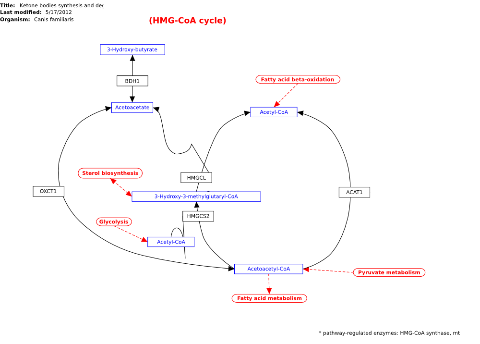 Title: Ketone bodies synthesis and de
Last modified: 5/17/2012
Organism: Canis familiaris
(HMG-CoA cycle)
3-Hydroxy-butyrate
BDH1
Fatty acid beta-oxidation
Acetoacetate
Acetyl-CoA
Sterol biosynthesis
HMGCL
OXCT1
ACAT1
3-Hydroxy-3-methylglutaryl-CoA
HMGCS2
Glycolysis
Acetyl-CoA
Acetoacetyl-CoA
Pyruvate metabolism
Fatty acid metabolism
* pathway-regulated enzymes: HMG-CoA synthase, mt